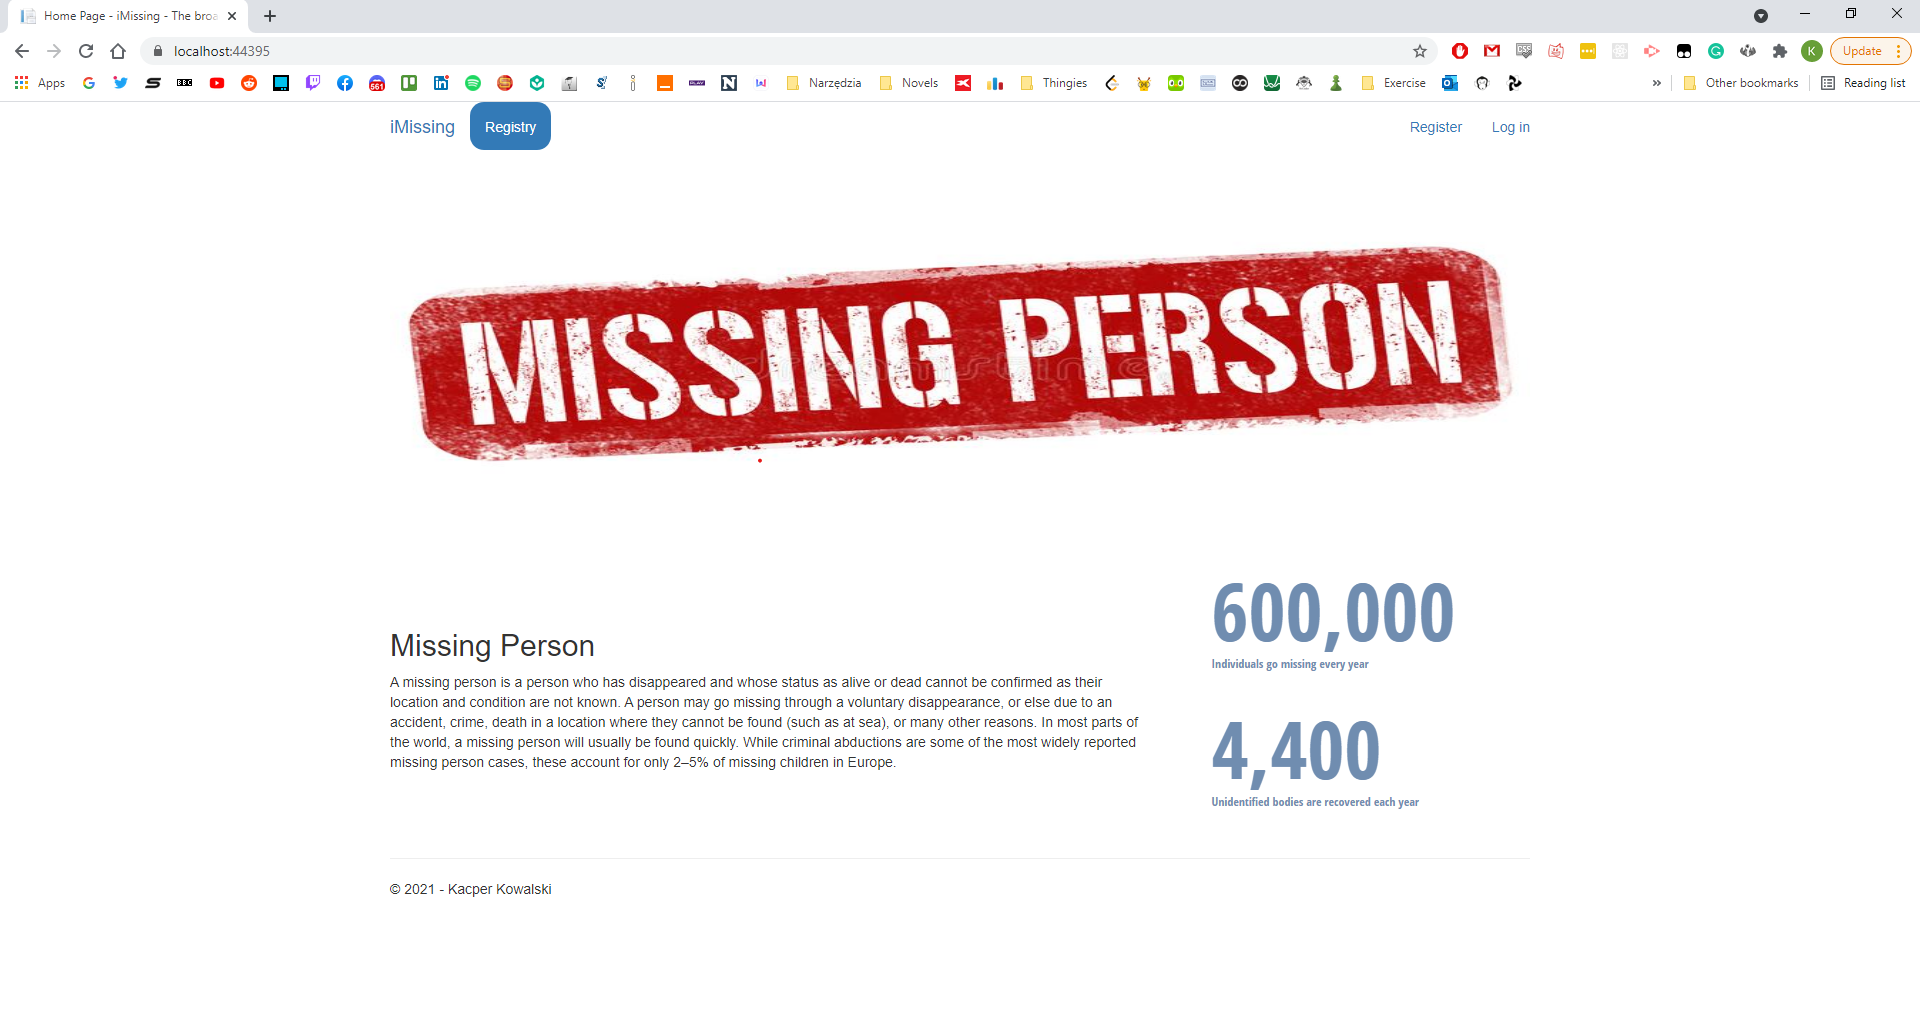 Home Page - iMissing - The broa
localhost:44395
K
Update
Apps
BBC
561
Narzędzia
Novels
Thingies
Exercise
»
Other bookmarks
Reading list
iMissing
Registry
Register
Log in
MISSING PERSON
dreamstime
600,000
Individuals go missing every year
Missing Person
A missing person is a person who has disappeared and whose status as alive or dead cannot be confirmed as their
location and condition are not known. A person may go missing through a voluntary disappearance, or else due to an
accident, crime, death in a location where they cannot be found (such as at sea), or many other reasons. In most parts of
the world, a missing person will usually be found quickly. While criminal abductions are some of the most widely reported
missing person cases, these account for only 2–5% of missing children in Europe.
4,400
Unidentified bodies are recovered each year
© 2021 - Kacper Kowalski